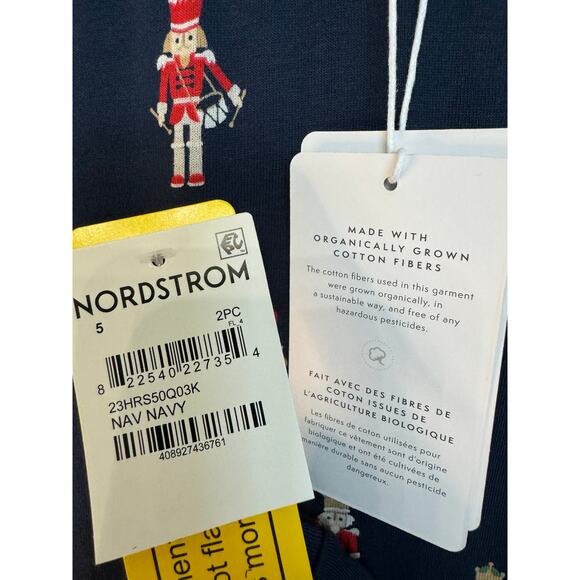 NORDSTROM
5
2PC
FL 4
8 22540 22735 4
23HRS50Q03K
NAV NAVY
408927436761
MADE WITH
ORGANICALLY GROWN
COTTON FIBERS
The cotton fibers used in this garment
were grown organically, in
a sustainable way, and free of any
hazardous pesticides.
FAIT AVEC DES FIBRES DE
COTON ISSUES DE
L'AGRICULTURE BIOLOGIQUE
Les fibres de coton utilisées pour
fabriquer ce vêtement sont d'origine
biologique et ont été cultivées de
manière durable sans aucun pesticide
dangereux.